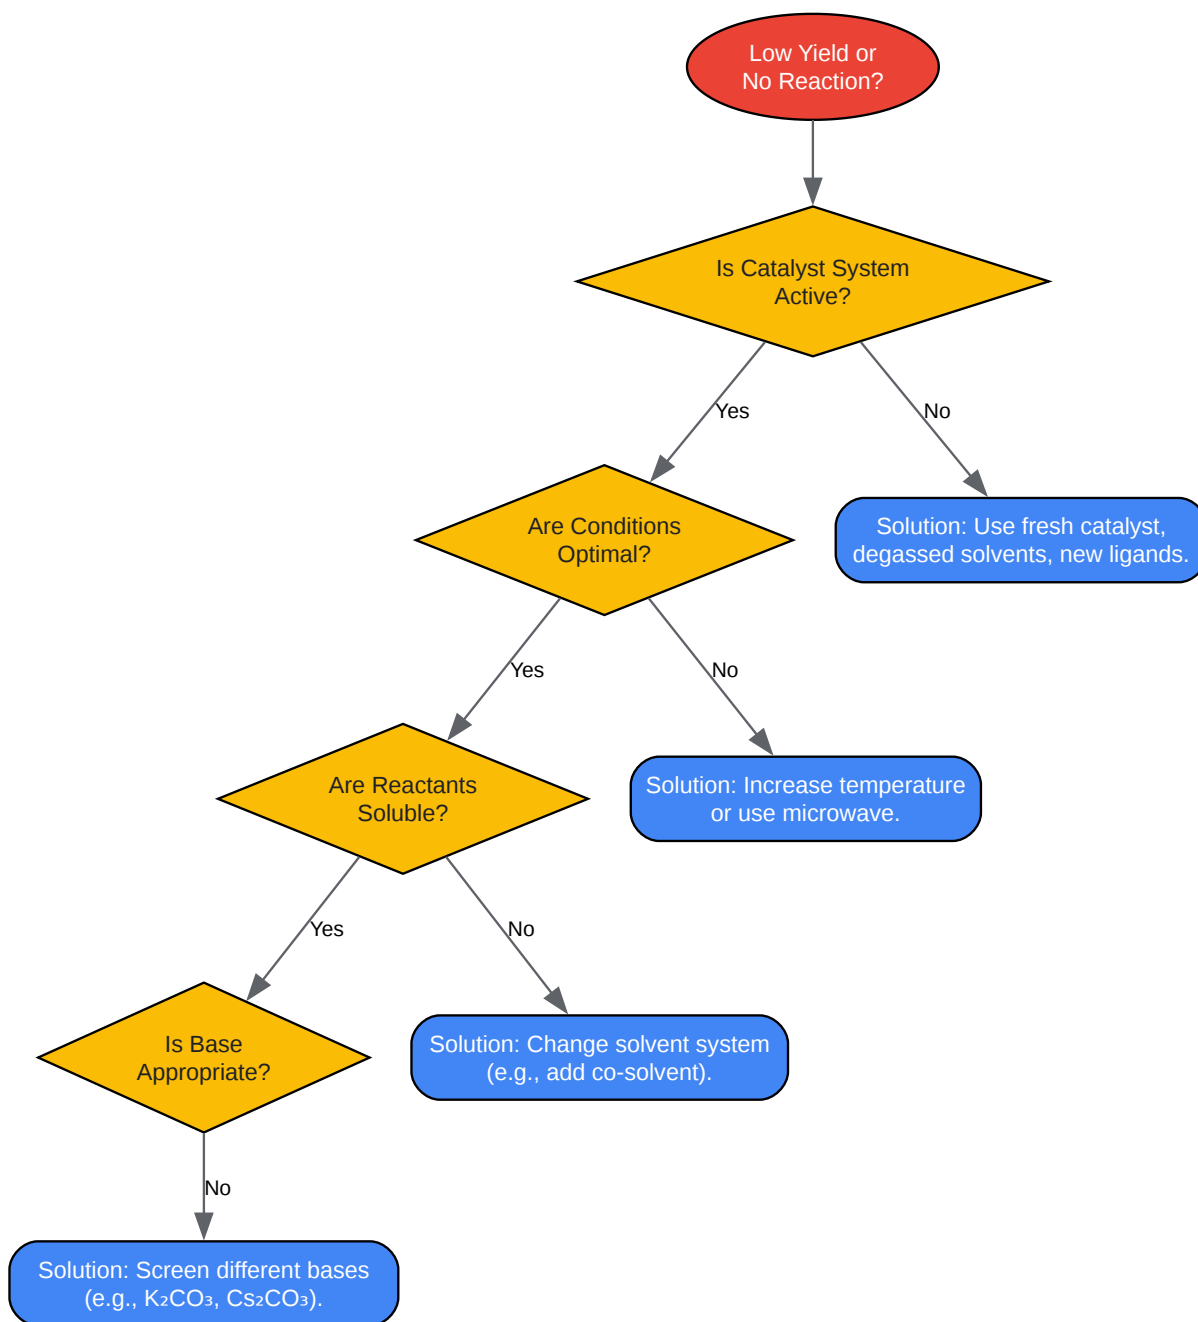 Low Yield or
No Reaction?
Is Catalyst System
Active?
Yes
No
Are Conditions
Optimal?
Solution: Use fresh catalyst,
degassed solvents, new ligands.
Yes
No
Are Reactants
Soluble?
Solution: Increase temperature
or use microwave.
Yes
No
Is Base
Appropriate?
Solution: Change solvent system
(e.g., add co-solvent).
No
Solution: Screen different bases
(e.g., K₂CO₃, Cs₂CO₃).